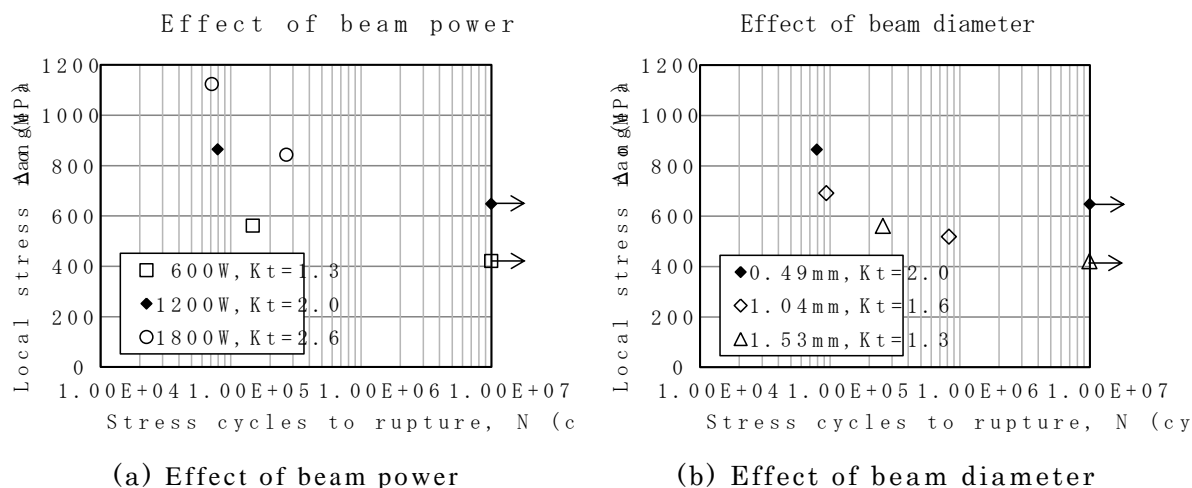 Effect of beam power
1200
1000
800
600
400
200
0
Local stress
600W,Kt=1.3
1200W,Kt=2.0
1800W,Kt=2.6
1.00E+04 1.00E+05 1.00E+06 1.00E+07
Stress cycles to rupture, N (c
(a) Effect of beam power
Effect of beam diameter
1200
1000
800
600
400
200
0
Local stress
0.49mm,Kt=2.0
1.04mm,Kt=1.6
1.53mm,Kt=1.3
1.00E+04 1.00E+05 1.00E+06 1.00E+07
Stress cycles to rupture, N (cy
(b) Effect of beam diameter